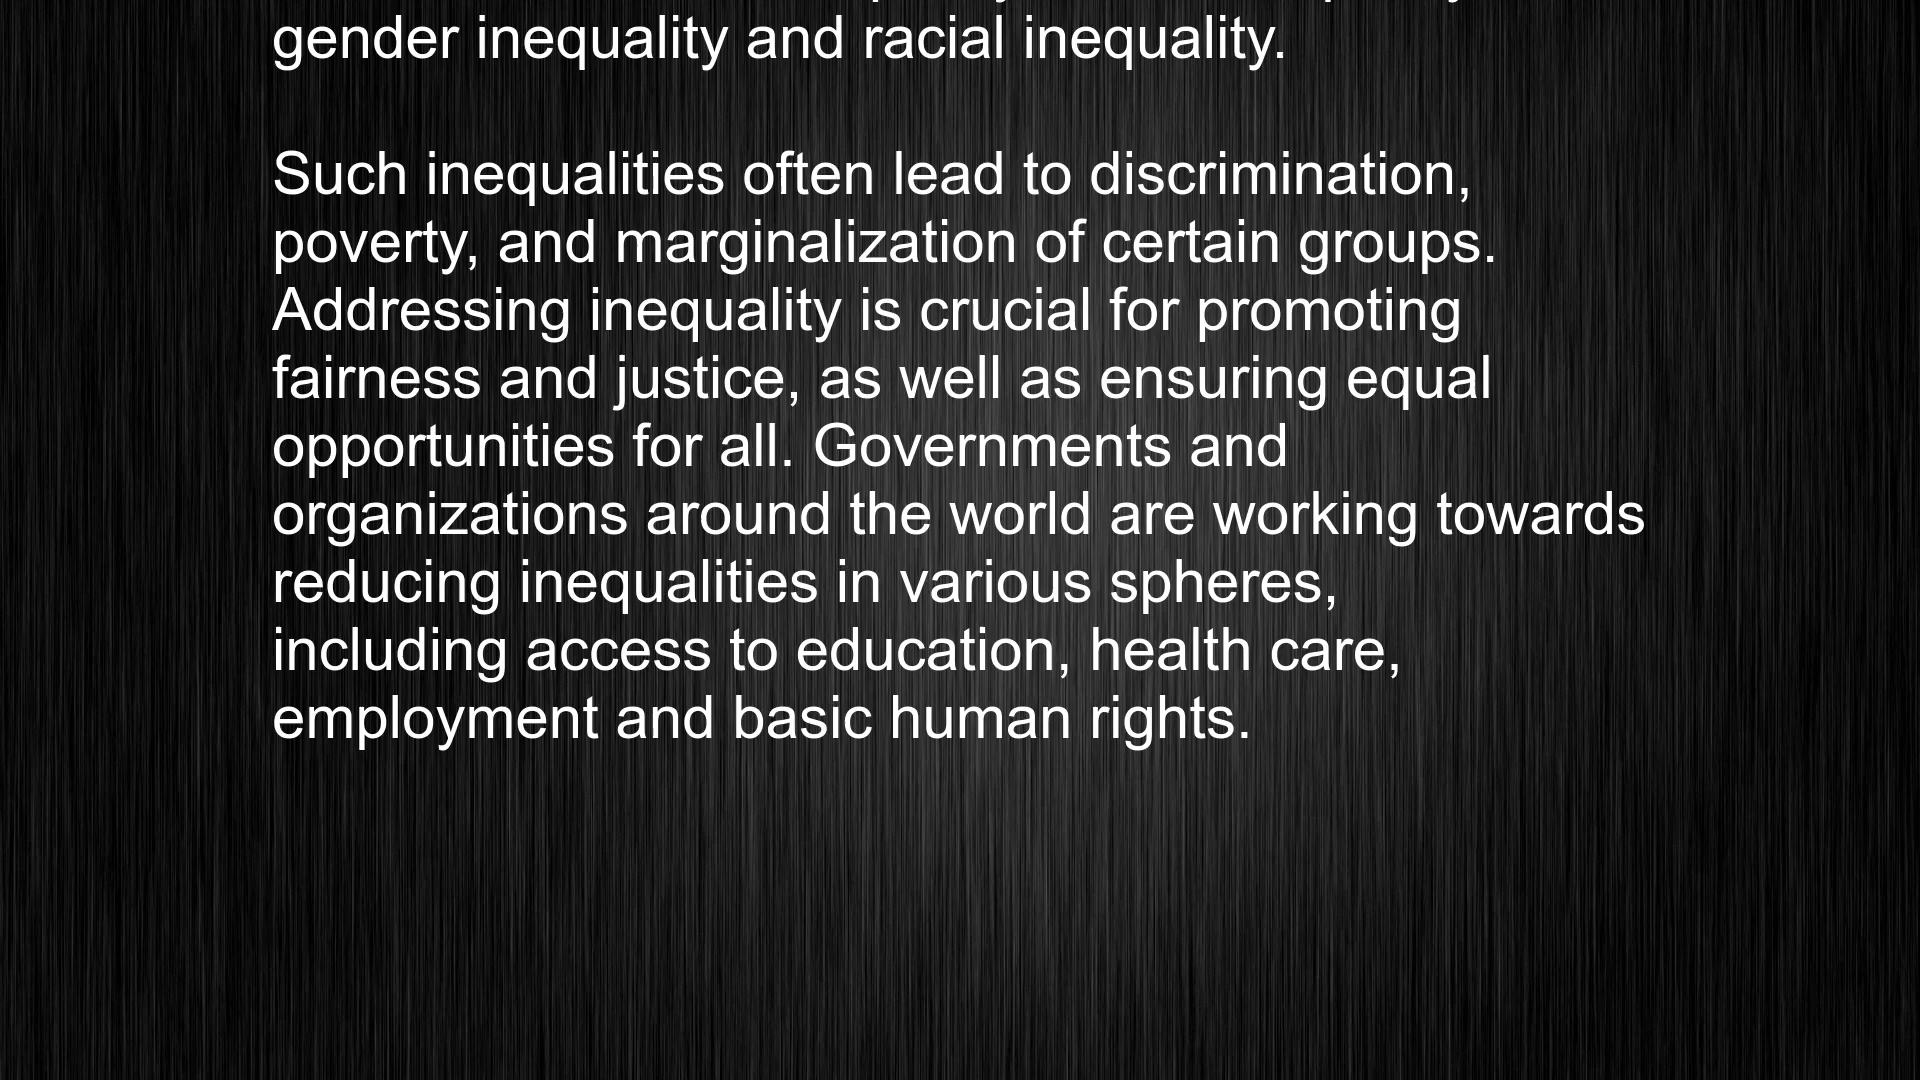 gender inequality and racial inequality.
Such inequalities often lead to discrimination,
poverty, and marginalization of certain groups.
Addressing inequality is crucial for promoting
fairness and justice, as well as ensuring equal
opportunities for all. Governments and
organizations around the world are working towards
reducing inequalities in various spheres,
including access to education, health care,
employment and basic human rights.